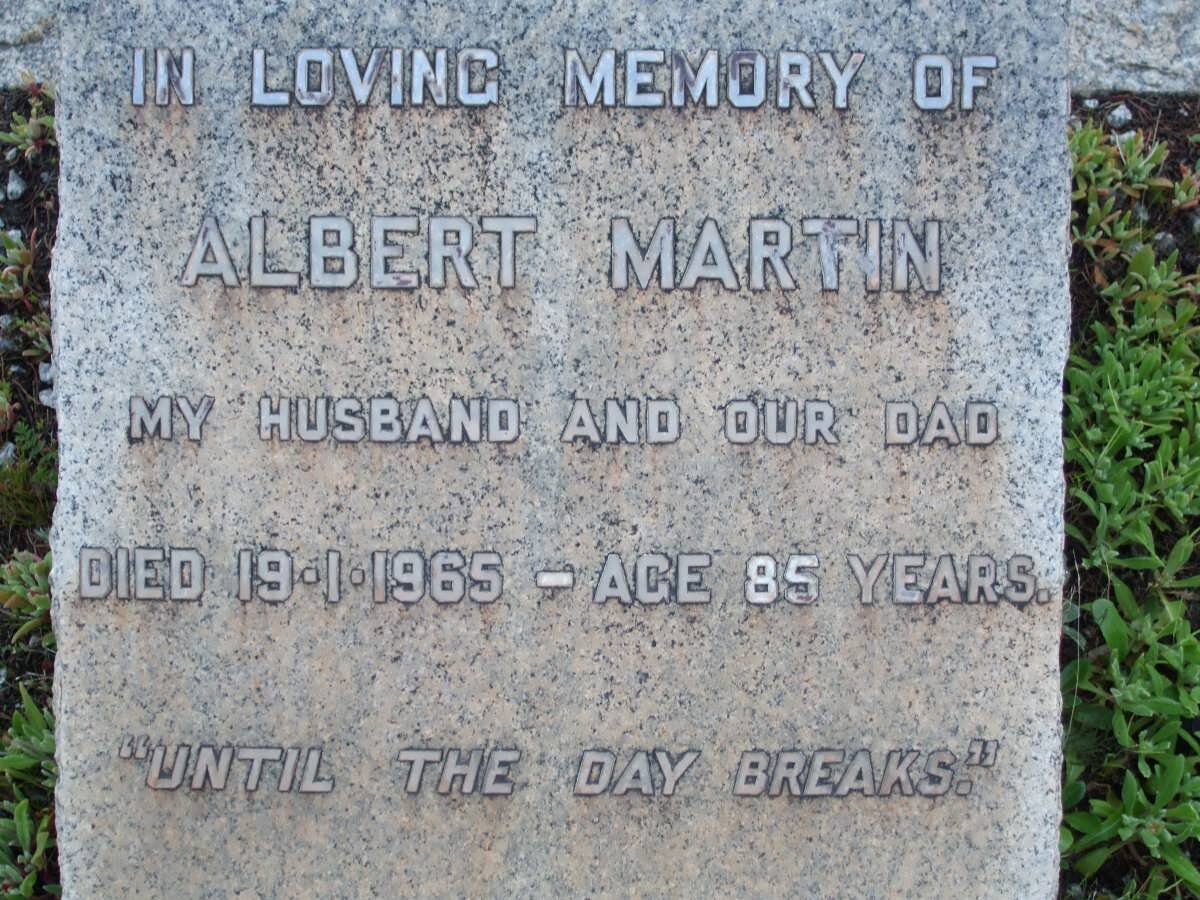 IN LOVING MEMORY OF
ALBERT MARTIN
MY HUSBAND AND OUR DAD
DIED 19·1·1965 – AGE 85 YEARS.
"UNTIL THE DAY BREAKS."